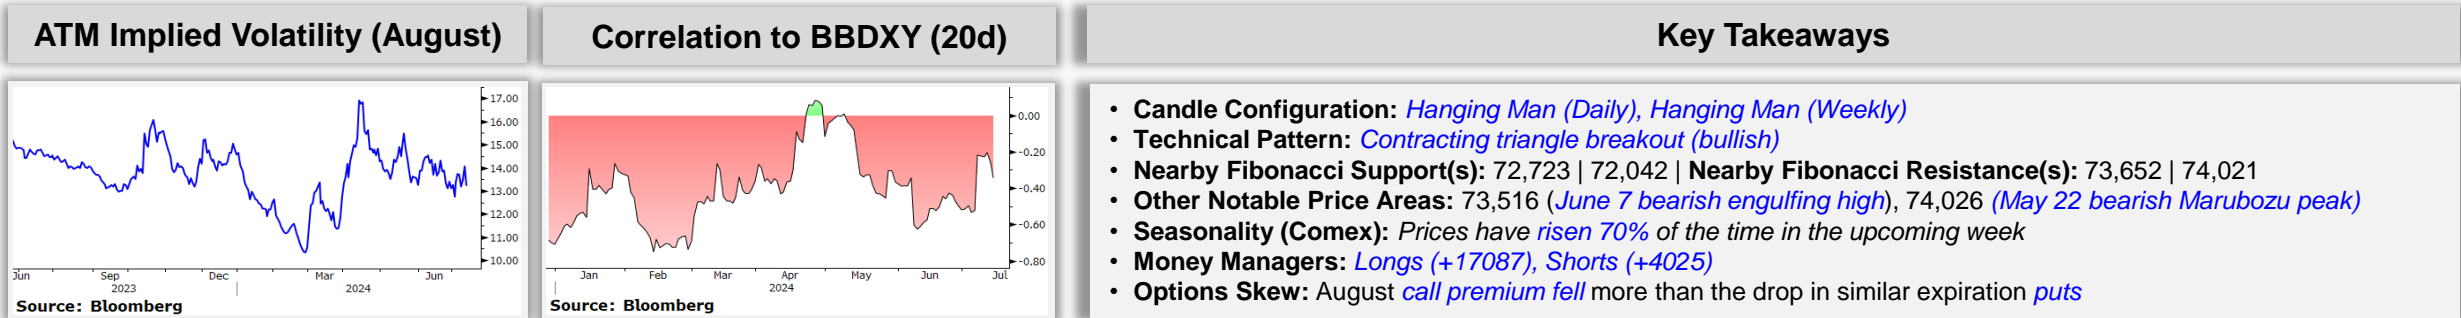 ATM Implied Volatility (August)
17.00
16.00
15.00
14.00
13.00
12.00
11.00
10.00
Jun Sep Dec Mar Jun
2023 2024
Source: Bloomberg
Correlation to BBDXY (20d)
0.00
-0.20
-0.40
-0.60
-0.80
Jan Feb Mar Apr May Jun Jul
2024
Source: Bloomberg
Key Takeaways
• Candle Configuration: Hanging Man (Daily), Hanging Man (Weekly)
• Technical Pattern: Contracting triangle breakout (bullish)
• Nearby Fibonacci Support(s): 72,723 | 72,042 | Nearby Fibonacci Resistance(s): 73,652 | 74,021
• Other Notable Price Areas: 73,516 (June 7 bearish engulfing high), 74,026 (May 22 bearish Marubozu peak)
• Seasonality (Comex): Prices have risen 70% of the time in the upcoming week
• Money Managers: Longs (+17087), Shorts (+4025)
• Options Skew: August call premium fell more than the drop in similar expiration puts